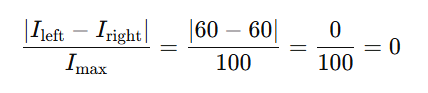 |I_left − I_right| / I_max = |60 − 60| / 100 = 0 / 100 = 0